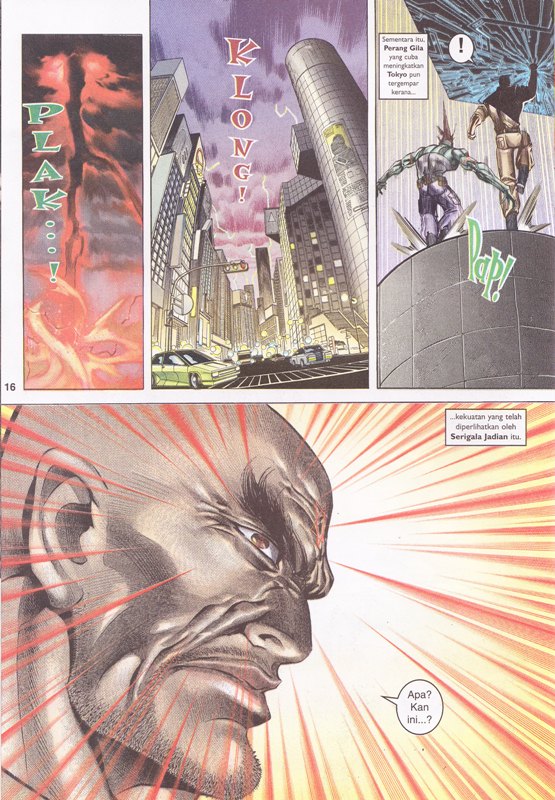 PLAK...!
KLONG!
Sementara itu,
Perang Gila
yang cuba
meningkatkan
Tokyo pun
tergempar
kerana...
!
Pap!
16
...kekuatan yang telah
diperlihatkan oleh
Serigala Jadian itu.
Apa?
Kan
ini...?